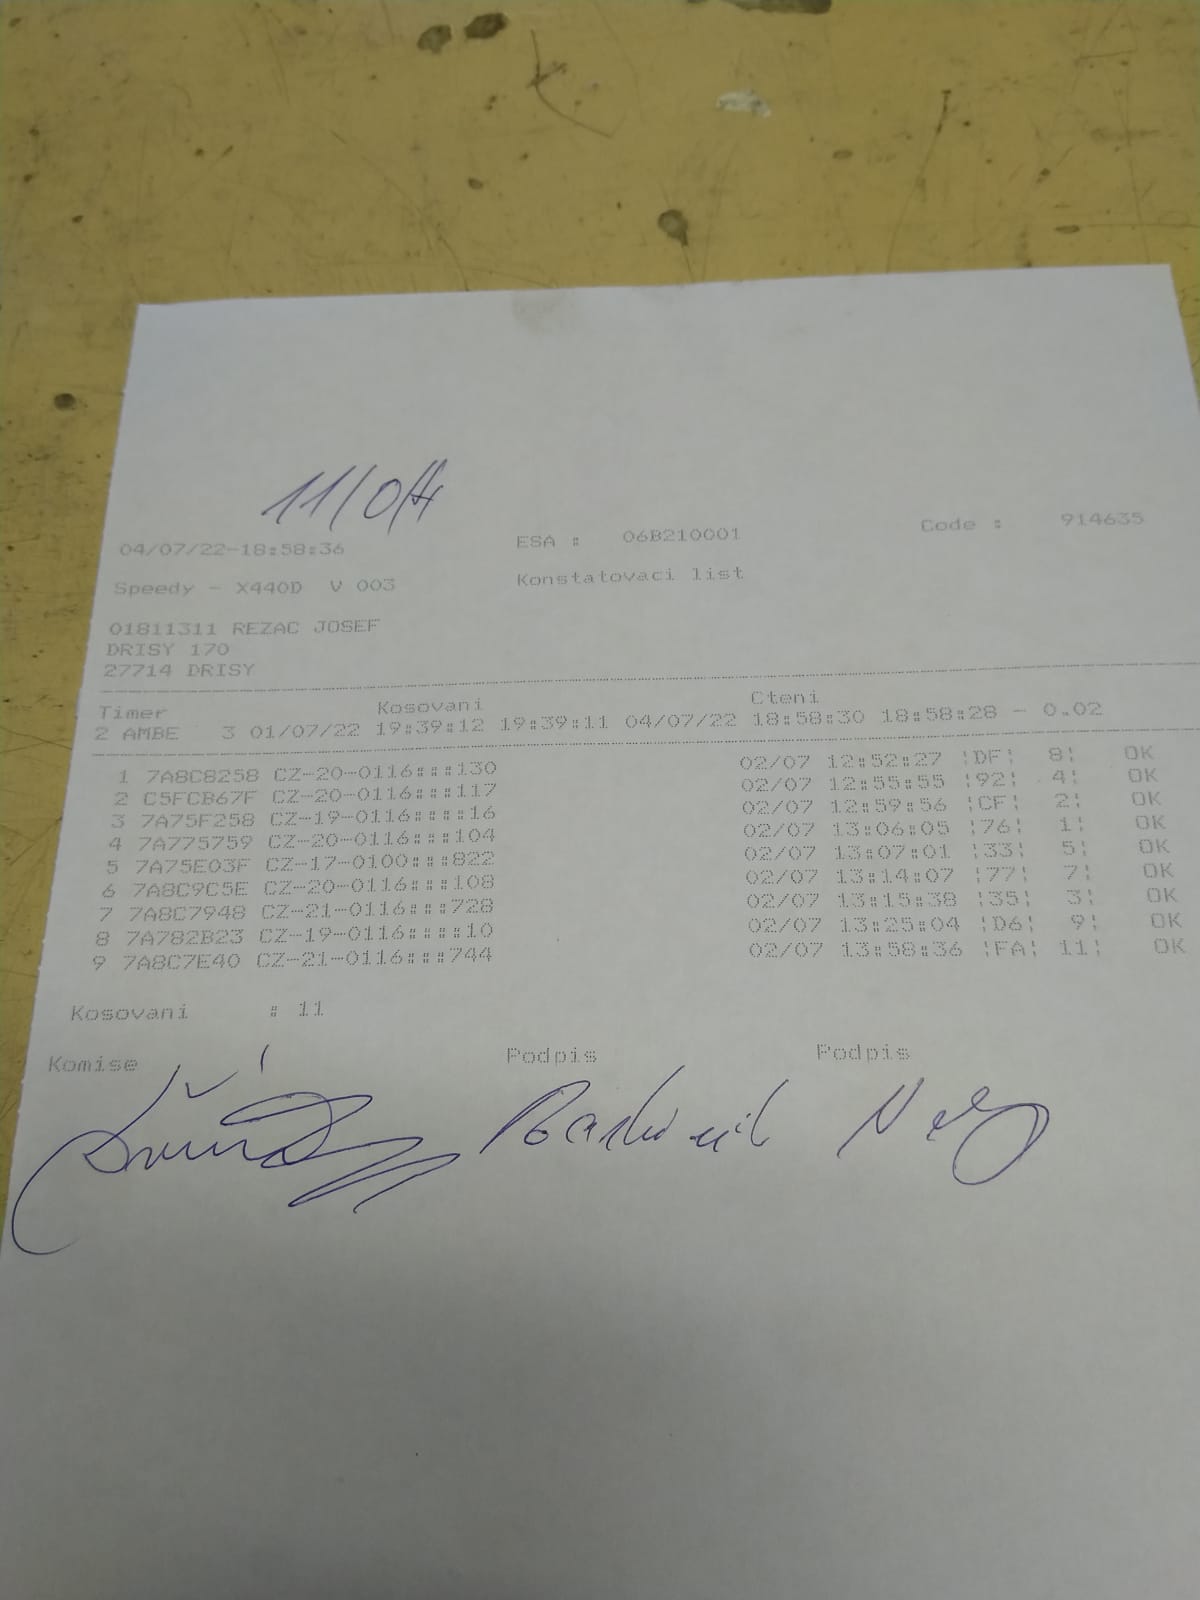 11/0
04/07/22-18:58:36 ESA : 06B210001 Code : 914635
Speedy - X440D V 003 Konstatovaci list
01811311 REZAC JOSEF
DRISY 170
27714 DRISY
Timer Kosovani Cteni
2 AMBE 3 01/07/22 19:39:12 19:39:11 04/07/22 18:58:30 18:58:28 - 0.02
1 7A8C8258 CZ-20-0116:::130 02/07 12:52:27 ¦DF¦ 8¦ OK
2 C5FCB67F CZ-20-0116:::117 02/07 12:55:55 ¦92¦ 4¦ OK
3 7A75F258 CZ-19-0116::::16 02/07 12:59:56 ¦CF¦ 2¦ OK
4 7A775759 CZ-20-0116:::104 02/07 13:06:05 ¦76¦ 1¦ OK
5 7A75E03F CZ-17-0100:::822 02/07 13:07:01 ¦33¦ 5¦ OK
6 7A8C9C5E CZ-20-0116:::108 02/07 13:14:07 ¦77¦ 7¦ OK
7 7A8C7948 CZ-21-0116:::728 02/07 13:15:38 ¦35¦ 3¦ OK
8 7A782B23 CZ-19-0116::::10 02/07 13:25:04 ¦D6¦ 9¦ OK
9 7A8C7E40 CZ-21-0116:::744 02/07 13:58:36 ¦FA¦ 11¦ OK
Kosovani : 11
Komise Podpis Podpis